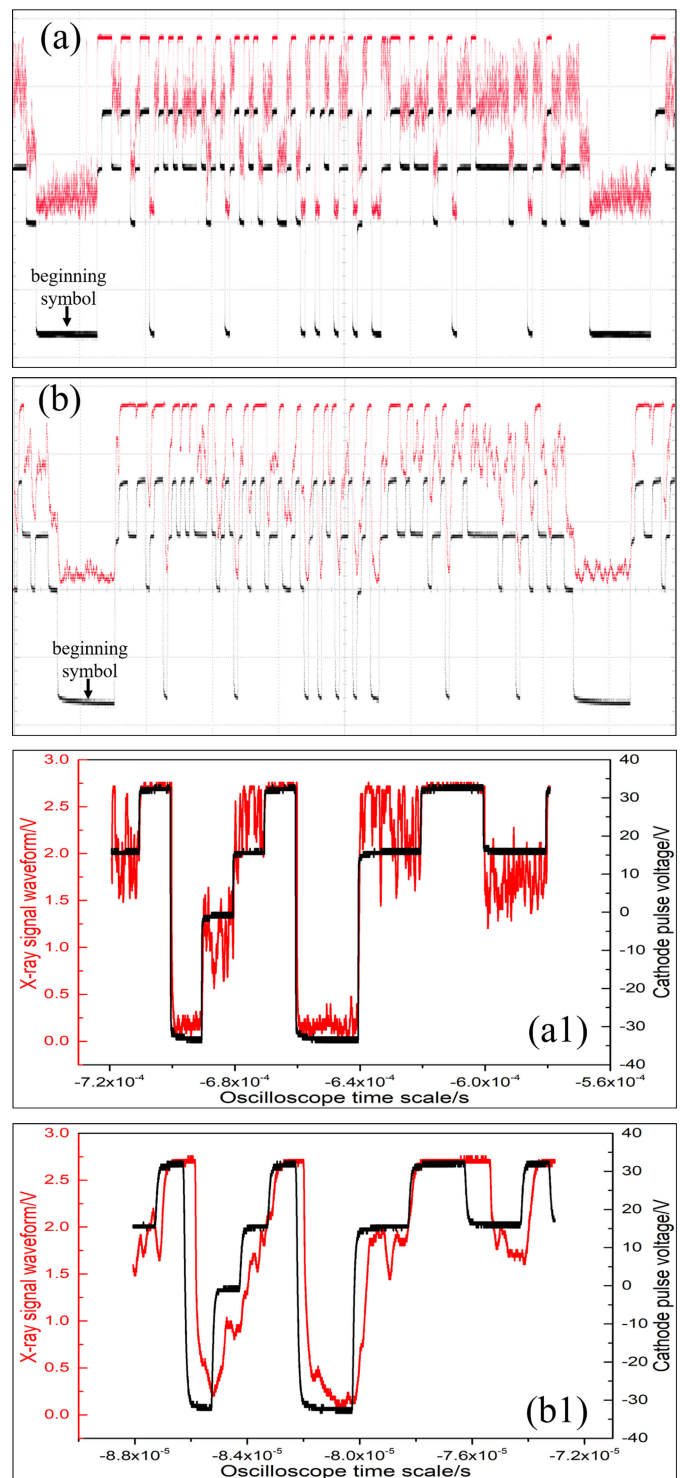 (a)
beginning
symbol
(b)
beginning
symbol
3.0
2.5
2.0
1.5
1.0
0.5
0.0
X-ray signal waveform/V
40
30
20
10
0
-10
-20
-30
-40
Cathode pulse voltage/V
(a1)
-7.2x10⁻⁴ -6.8x10⁻⁴ -6.4x10⁻⁴ -6.0x10⁻⁴ -5.6x10⁻⁴
Oscilloscope time scale/s
3.0
2.5
2.0
1.5
1.0
0.5
0.0
X-ray signal waveform/V
40
30
20
10
0
-10
-20
-30
-40
Cathode pulse voltage/V
(b1)
-8.8x10⁻⁵ -8.4x10⁻⁵ -8.0x10⁻⁵ -7.6x10⁻⁵ -7.2x10⁻⁵
Oscilloscope time scale/s